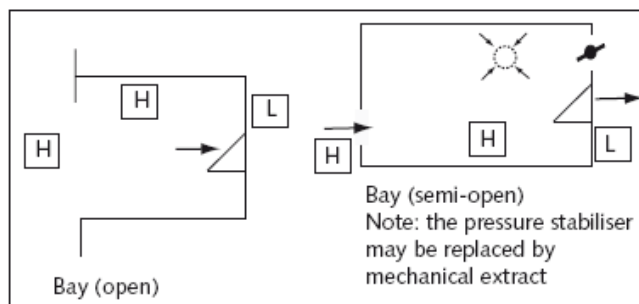 H
L
H
Bay (open)
H
H
L
Bay (semi-open)
Note: the pressure stabiliser
may be replaced by
mechanical extract